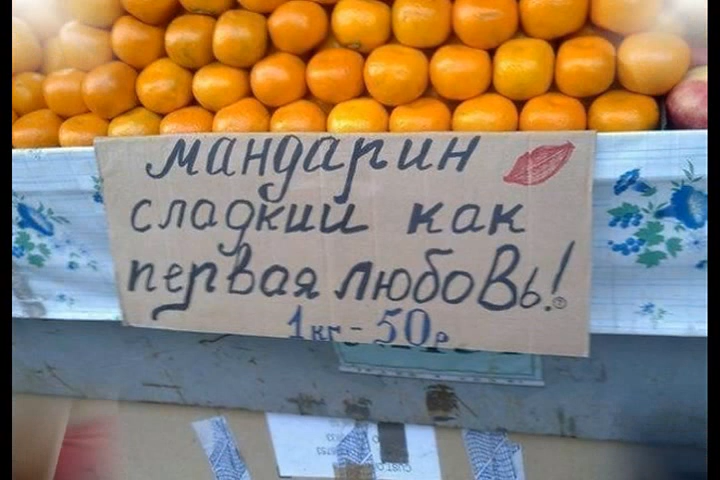 мандарин
сладкий как
первая любовь!
1кг - 50р